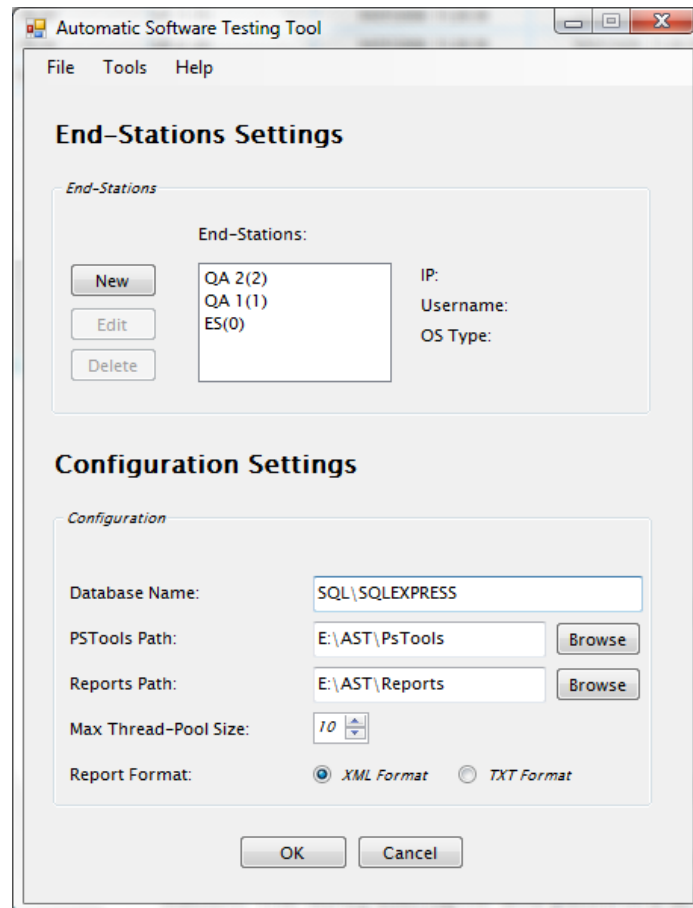 Automatic Software Testing Tool
File Tools Help
End-Stations Settings
End-Stations
End-Stations:
New
Edit
Delete
QA 2(2)
QA 1(1)
ES(0)
IP:
Username:
OS Type:
Configuration Settings
Configuration
Database Name: SQL\SQLEXPRESS
PSTools Path: E:\AST\PsTools Browse
Reports Path: E:\AST\Reports Browse
Max Thread-Pool Size: 10
Report Format: XML Format TXT Format
OK Cancel